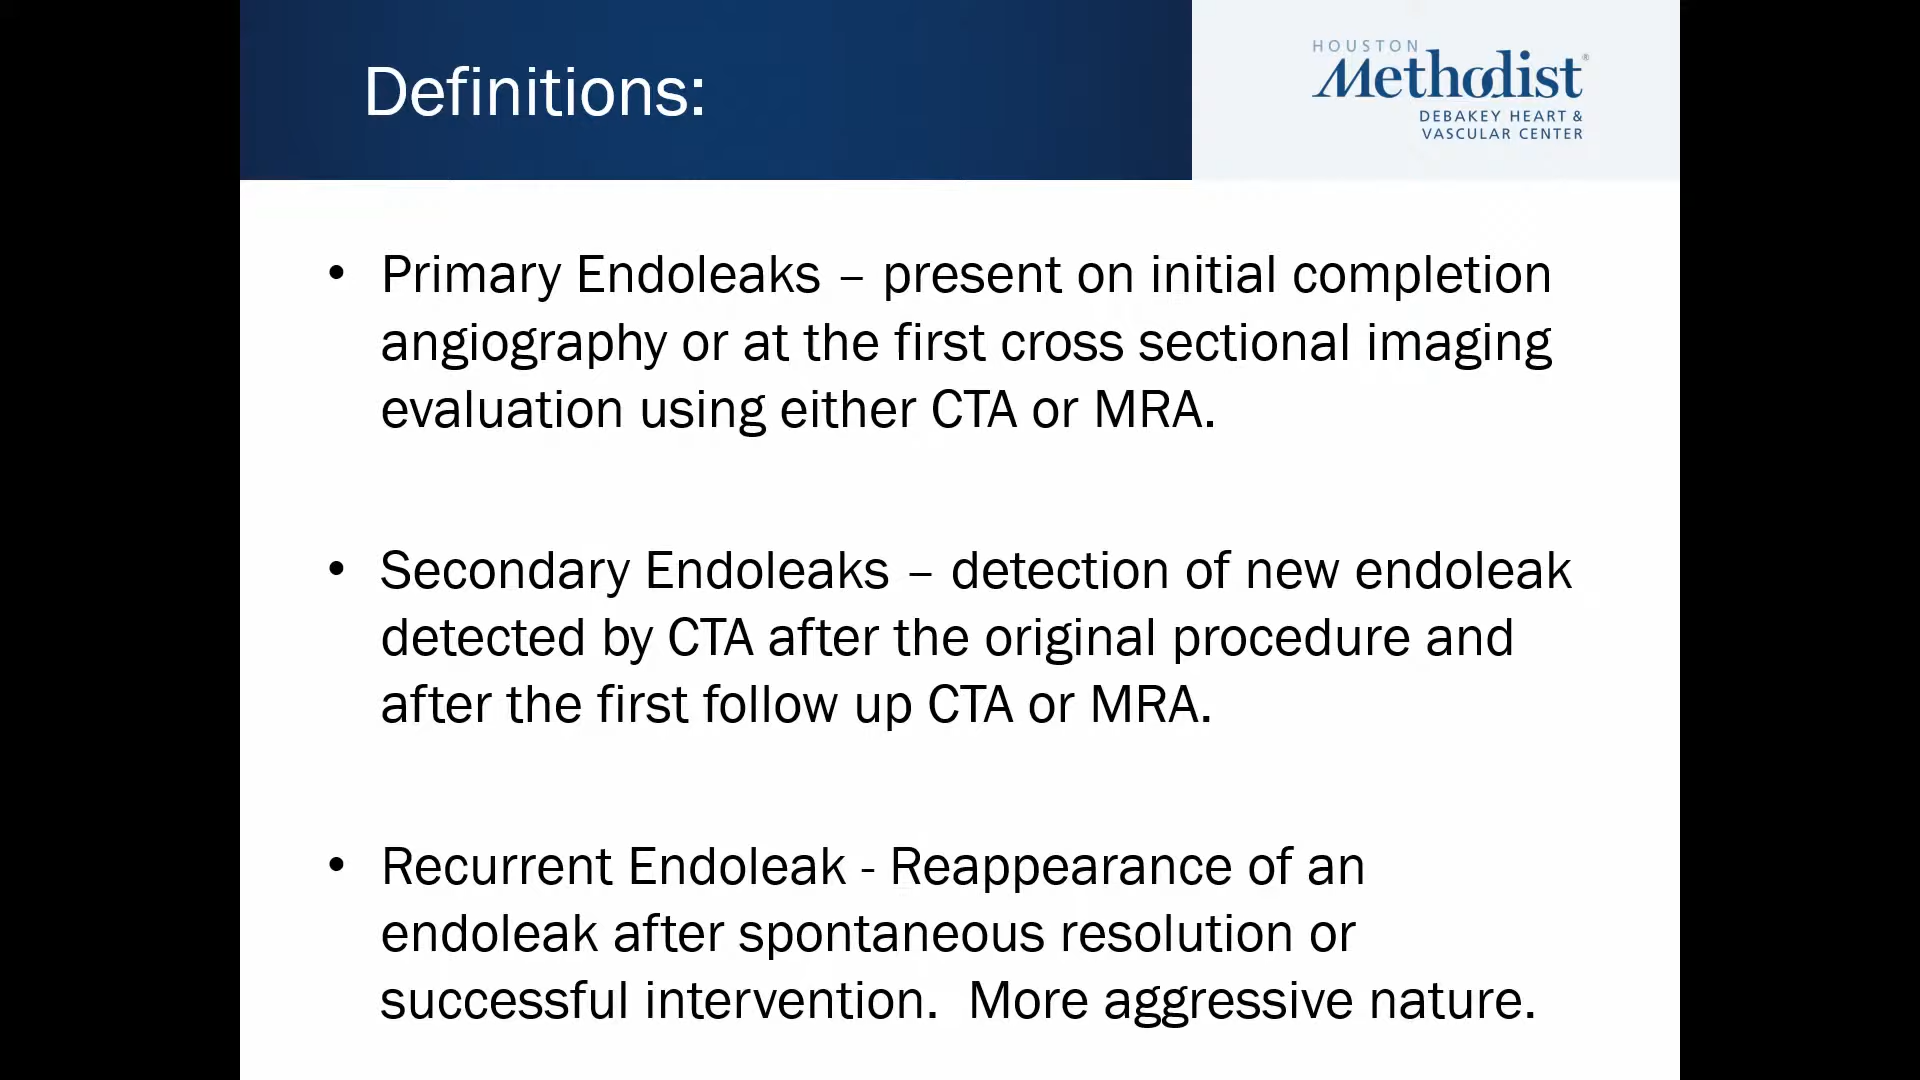 Definitions:
HOUSTON
Methodist®
DEBAKEY HEART &
VASCULAR CENTER
• Primary Endoleaks – present on initial completion
angiography or at the first cross sectional imaging
evaluation using either CTA or MRA.
• Secondary Endoleaks – detection of new endoleak
detected by CTA after the original procedure and
after the first follow up CTA or MRA.
• Recurrent Endoleak - Reappearance of an
endoleak after spontaneous resolution or
successful intervention.  More aggressive nature.